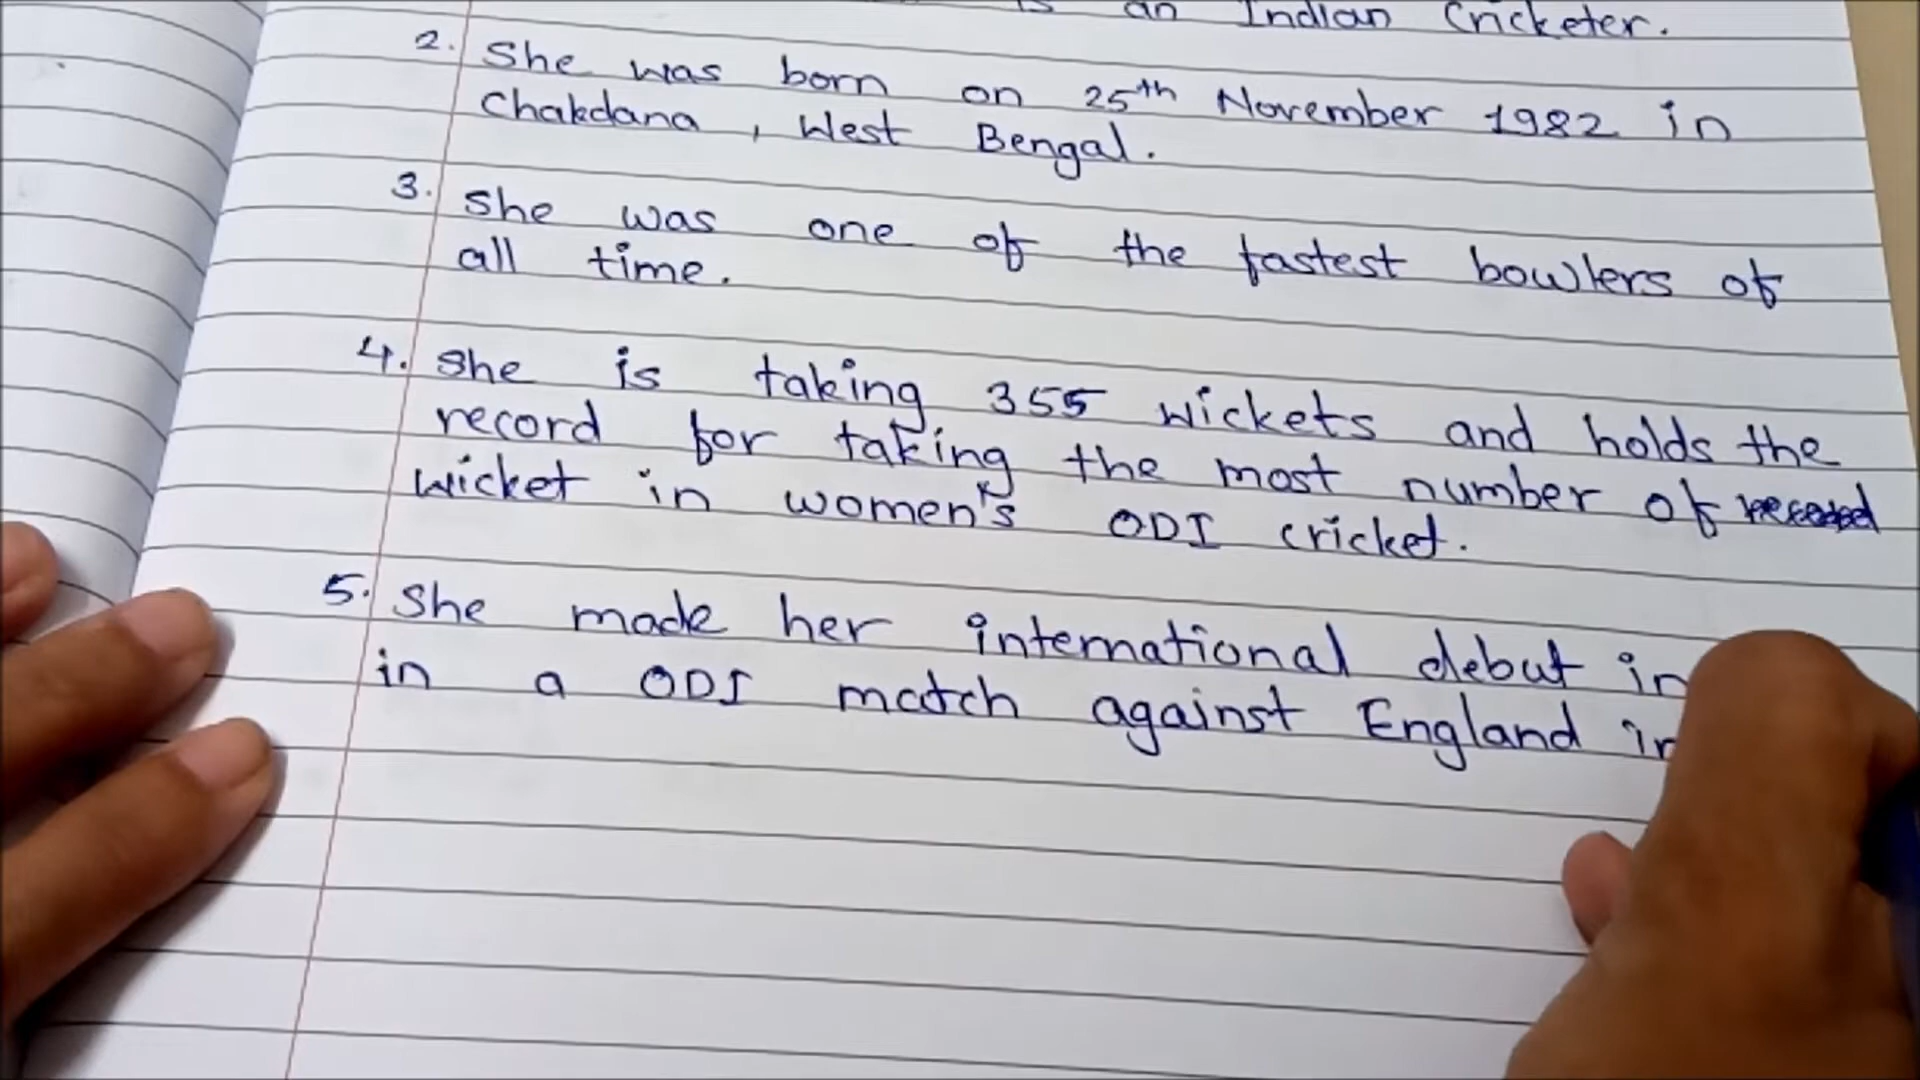 is an Indian Cricketer.
2. She was born on 25th November 1982 in
Chakdana, West Bengal.
3. She was one of the fastest bowlers of
all time.
4. She is taking 355 wickets and holds the
record for taking the most number of
wicket in women's ODI cricket.
5. She made her international debut in
in a ODI match against England in